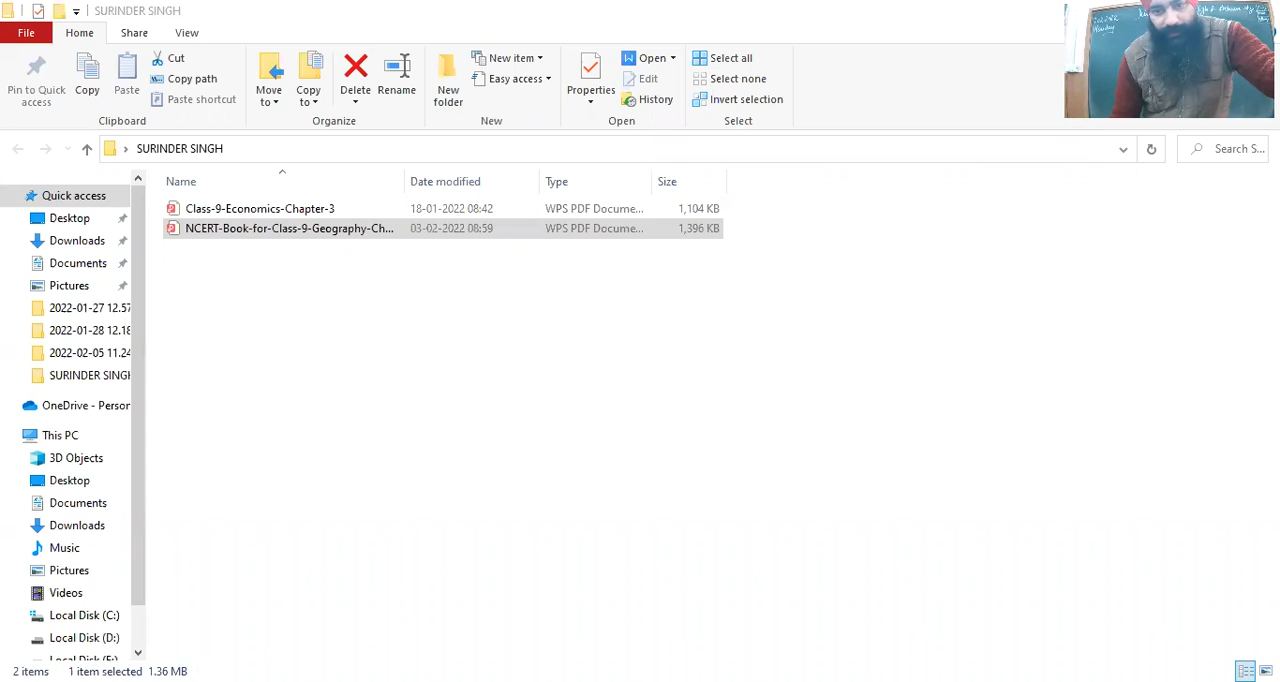 SURINDER SINGH
File Home Share View
Pin to Quick access
Copy
Paste
Cut
Copy path
Paste shortcut
Clipboard
Move to
Copy to
Delete
Rename
Organize
New folder
New item
Easy access
New
Properties
Open
Edit
History
Open
Select all
Select none
Invert selection
Select
SURINDER SINGH
Search S...
Name Date modified Type Size
Class-9-Economics-Chapter-3 18-01-2022 08:42 WPS PDF Docume... 1,104 KB
NCERT-Book-for-Class-9-Geography-Ch... 03-02-2022 08:59 WPS PDF Docume... 1,396 KB
Quick access
Desktop
Downloads
Documents
Pictures
2022-01-27 12.57
2022-01-28 12.18
2022-02-05 11.24
SURINDER SINGH
OneDrive - Person
This PC
3D Objects
Desktop
Documents
Downloads
Music
Pictures
Videos
Local Disk (C:)
Local Disk (D:)
2 items 1 item selected 1.36 MB